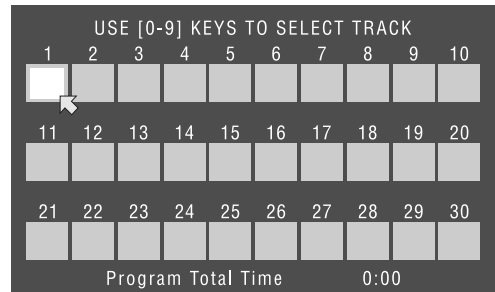 USE [0-9] KEYS TO SELECT TRACK
1 2 3 4 5 6 7 8 9 10
11 12 13 14 15 16 17 18 19 20
21 22 23 24 25 26 27 28 29 30
Program Total Time 0:00